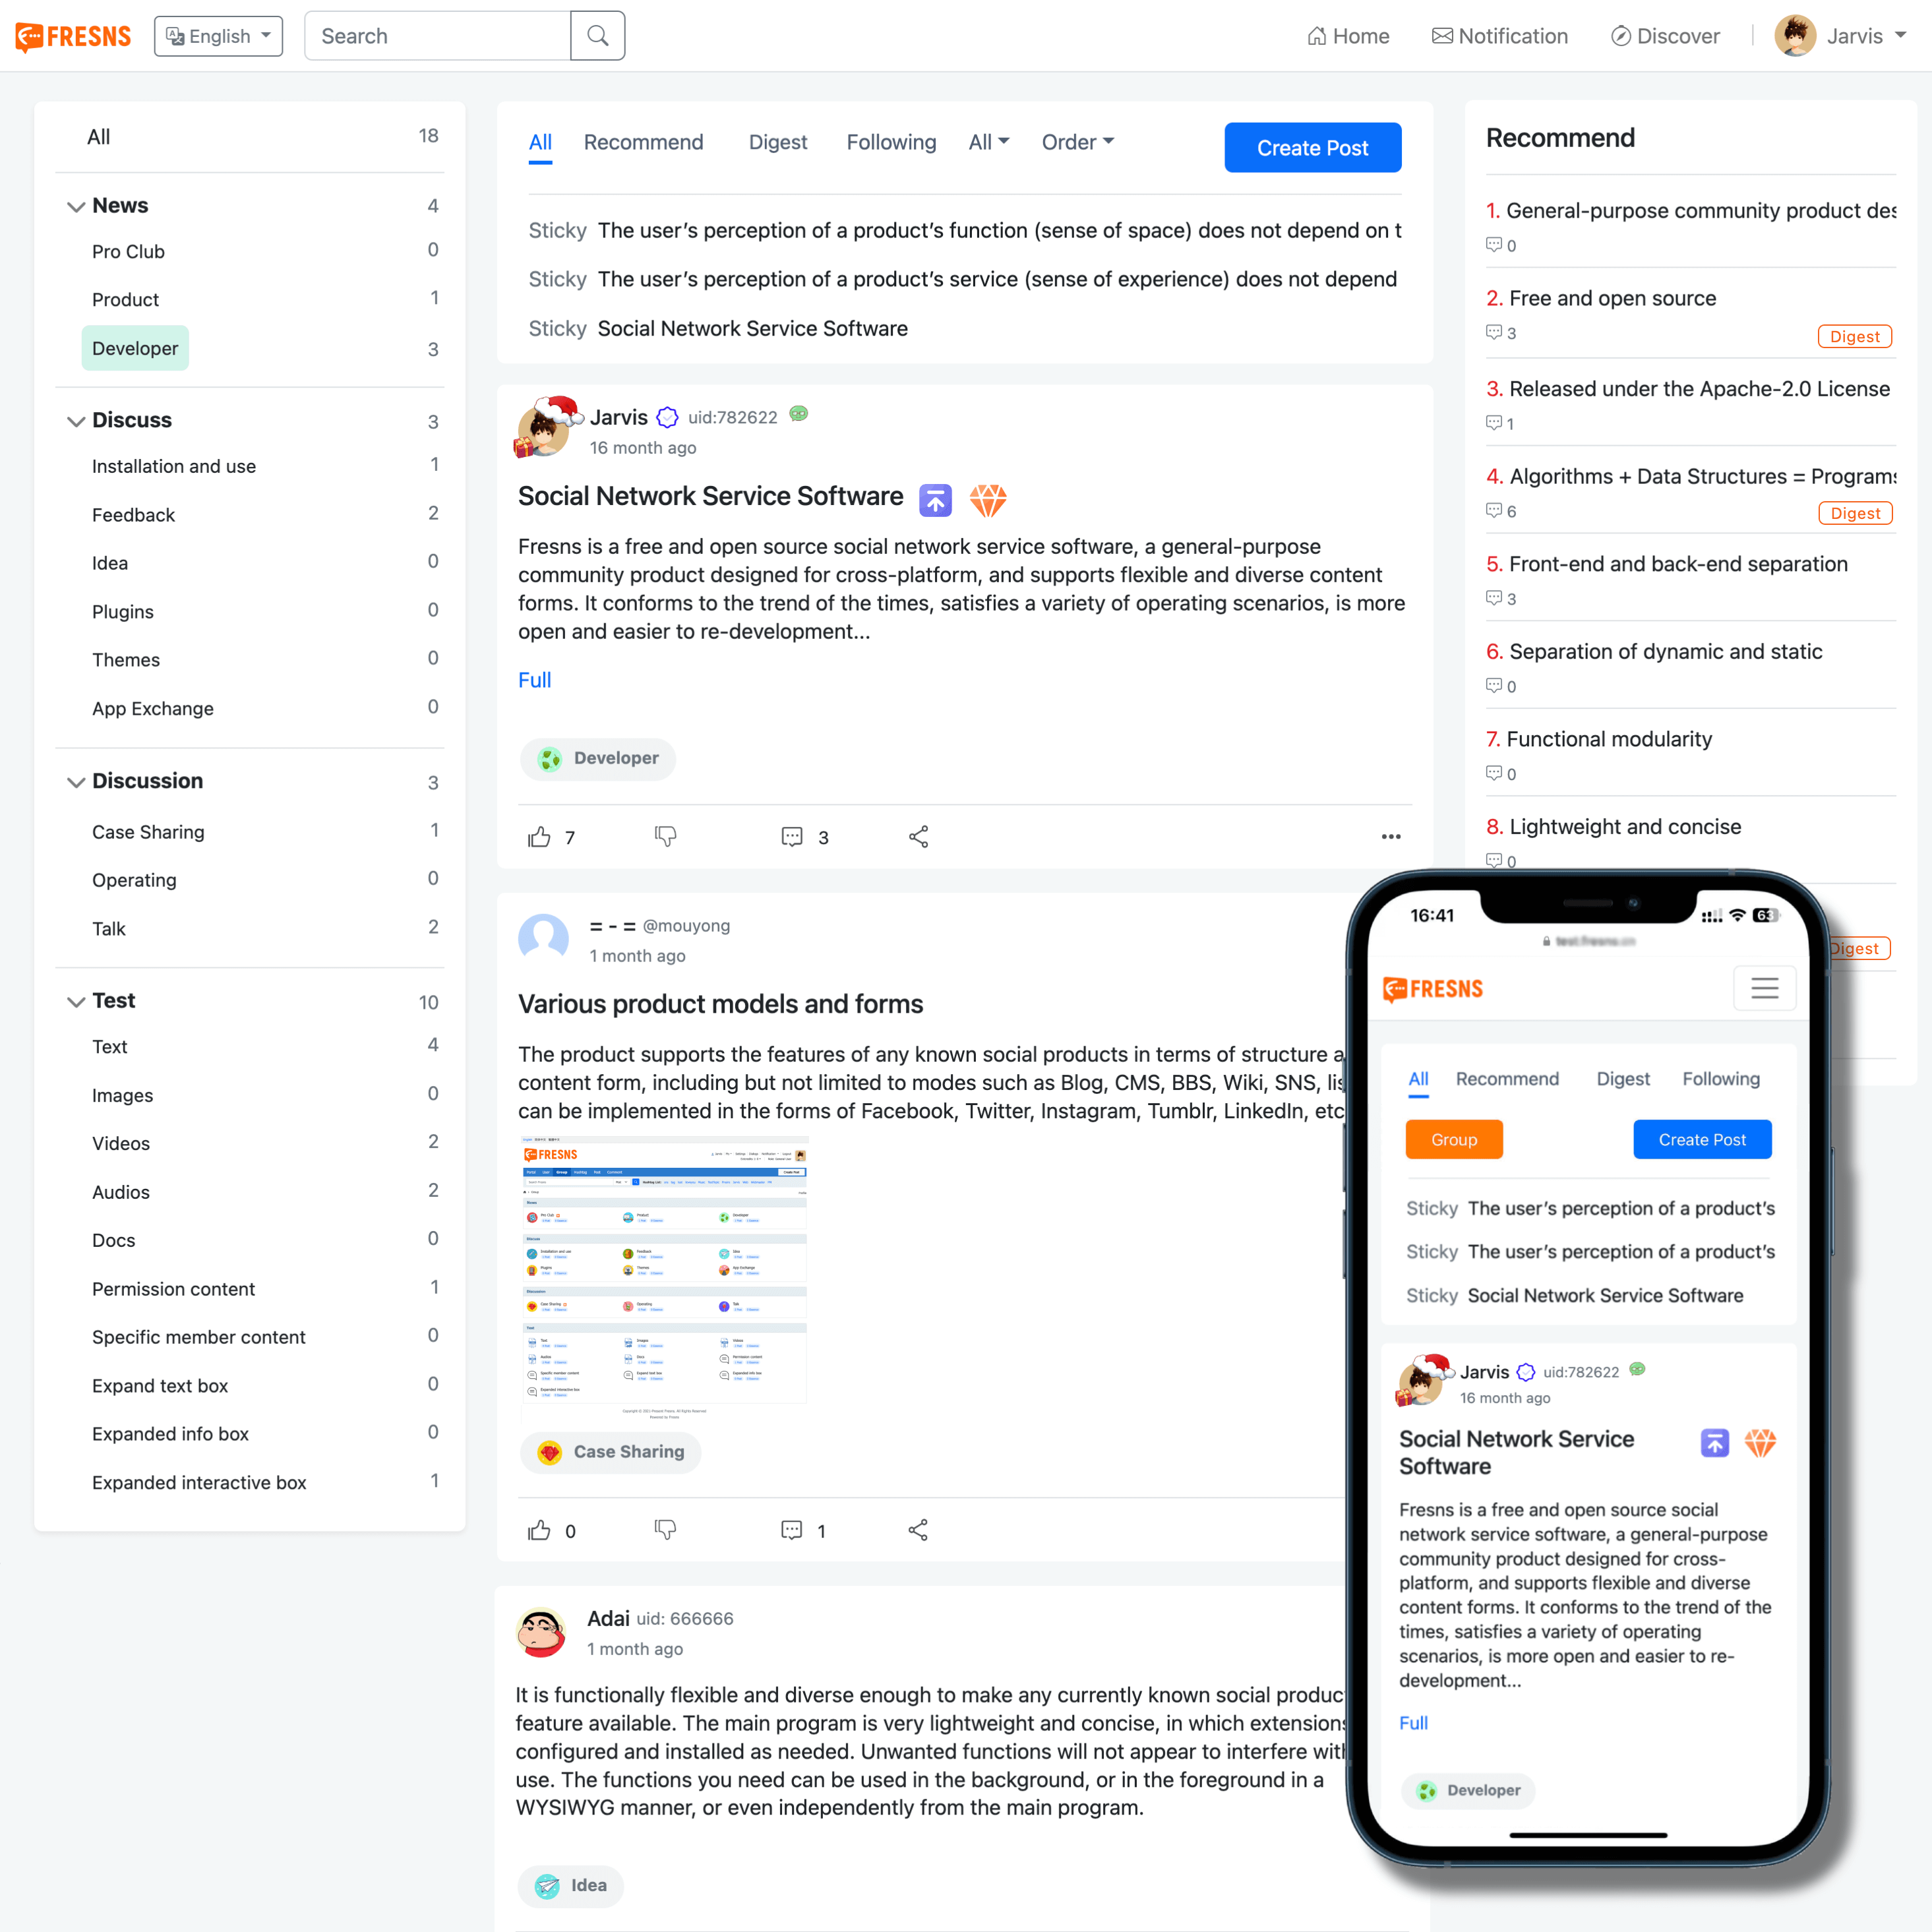 FRESNS
English
Search
Home
Notification
Discover
Jarvis
All 18
News 4
Pro Club 0
Product 1
Developer 3
Discuss 3
Installation and use 1
Feedback 2
Idea 0
Plugins 0
Themes 0
App Exchange 0
Discussion 3
Case Sharing 1
Operating 0
Talk 2
Test 10
Text 4
Images 0
Videos 2
Audios 2
Docs 0
Permission content 1
Specific member content 0
Expand text box 0
Expanded info box 0
Expanded interactive box 1
All Recommend Digest Following All Order
Create Post
Sticky The user's perception of a product's function (sense of space) does not depend on t
Sticky The user's perception of a product's service (sense of experience) does not depend
Sticky Social Network Service Software
Jarvis uid:782622
16 month ago
Social Network Service Software
Fresns is a free and open source social network service software, a general-purpose
community product designed for cross-platform, and supports flexible and diverse content
forms. It conforms to the trend of the times, satisfies a variety of operating scenarios, is more
open and easier to re-development...
Full
Developer
7 3
= - = @mouyong
1 month ago
Various product models and forms
The product supports the features of any known social products in terms of structure a
content form, including but not limited to modes such as Blog, CMS, BBS, Wiki, SNS, lis
can be implemented in the forms of Facebook, Twitter, Instagram, Tumblr, LinkedIn, etc
FRESNS
Case Sharing
0 1
Adai uid: 666666
1 month ago
It is functionally flexible and diverse enough to make any currently known social produc
feature available. The main program is very lightweight and concise, in which extensions
configured and installed as needed. Unwanted functions will not appear to interfere with
use. The functions you need can be used in the background, or in the foreground in a
WYSIWYG manner, or even independently from the main program.
Idea
Recommend
1. General-purpose community product des
0
2. Free and open source
3 Digest
3. Released under the Apache-2.0 License
1
4. Algorithms + Data Structures = Programs
6 Digest
5. Front-end and back-end separation
3
6. Separation of dynamic and static
0
7. Functional modularity
0
8. Lightweight and concise
0
Digest
16:41 63
FRESNS
All Recommend Digest Following
Group Create Post
Sticky The user's perception of a product's
Sticky The user's perception of a product's
Sticky Social Network Service Software
Jarvis uid:782622
16 month ago
Social Network Service
Software
Fresns is a free and open source social
network service software, a general-purpose
community product designed for cross-
platform, and supports flexible and diverse
content forms. It conforms to the trend of the
times, satisfies a variety of operating
scenarios, is more open and easier to re-
development...
Full
Developer